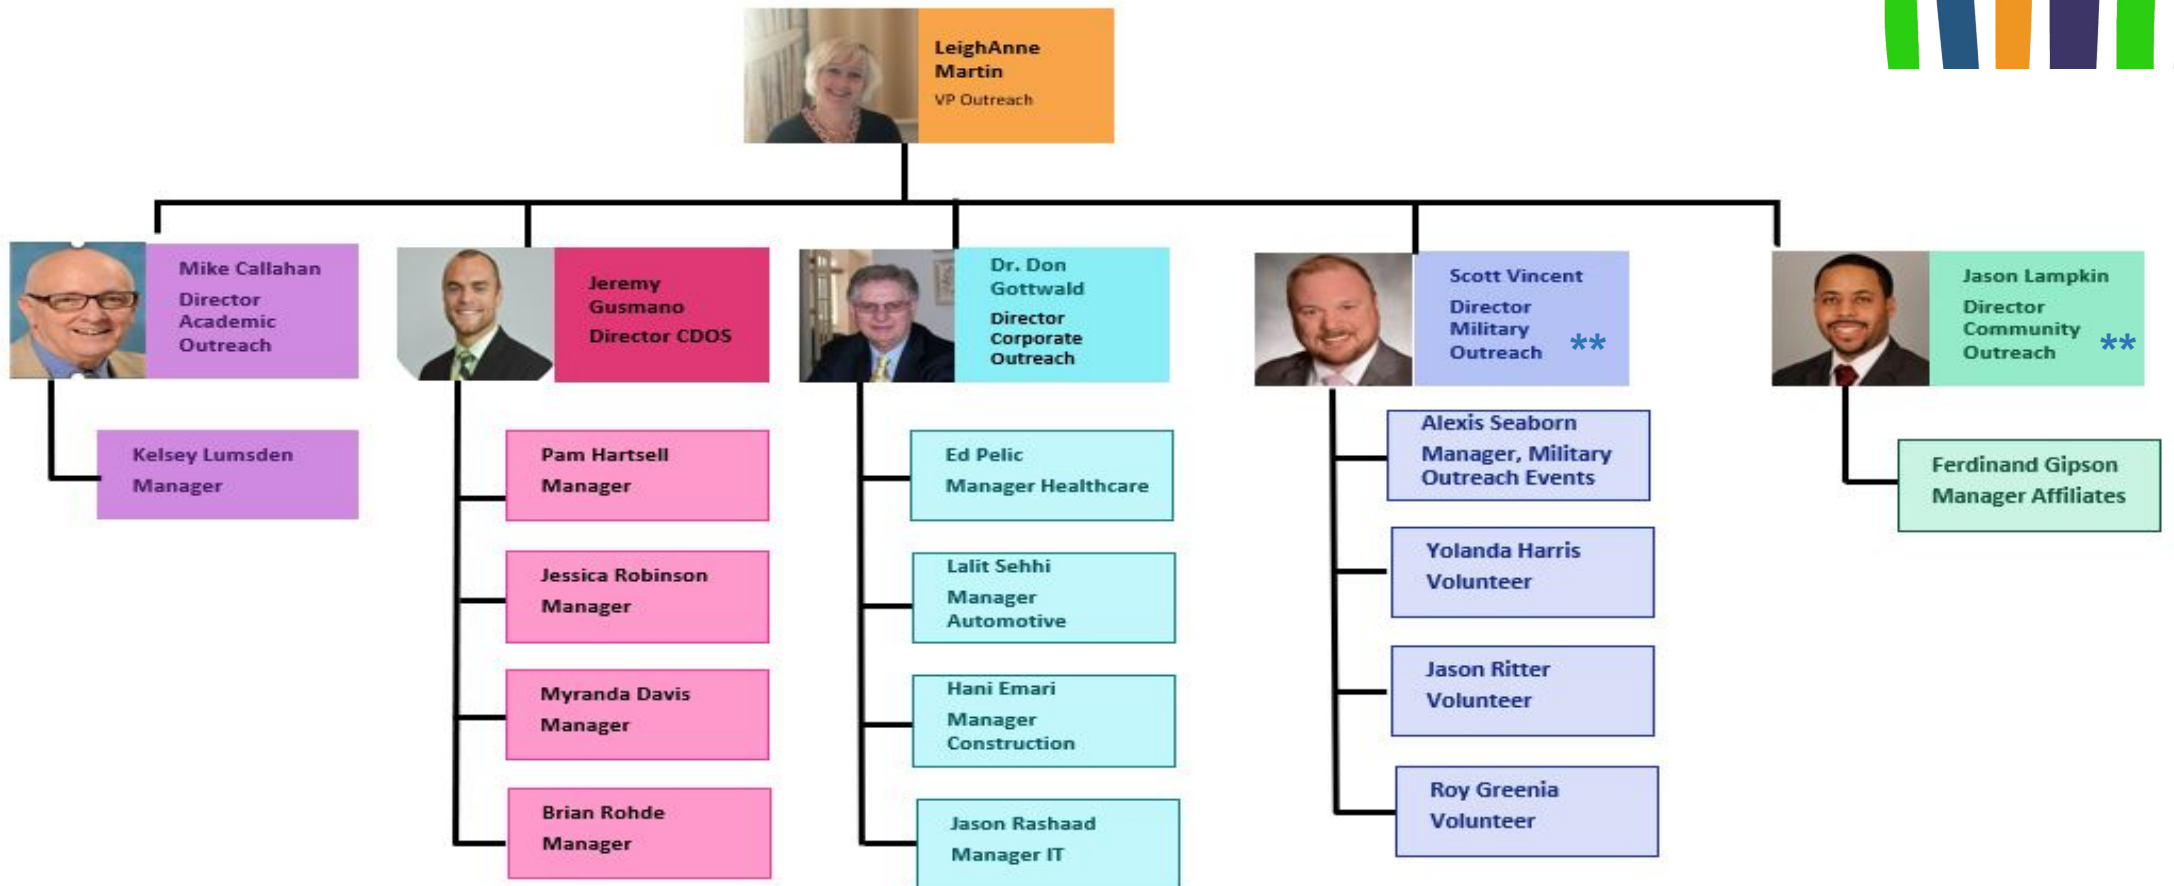 LeighAnne
Martin
VP Outreach
Mike Callahan
Director
Academic
Outreach
Jeremy
Gusmano
Director CDOS
Dr. Don
Gottwald
Director
Corporate
Outreach
Scott Vincent
Director
Military
Outreach **
Jason Lampkin
Director
Community
Outreach **
Kelsey Lumsden
Manager
Pam Hartsell
Manager
Jessica Robinson
Manager
Myranda Davis
Manager
Brian Rohde
Manager
Ed Pelic
Manager Healthcare
Lalit Sehhi
Manager
Automotive
Hani Emari
Manager
Construction
Jason Rashaad
Manager IT
Alexis Seaborn
Manager, Military
Outreach Events
Yolanda Harris
Volunteer
Jason Ritter
Volunteer
Roy Greenia
Volunteer
Ferdinand Gipson
Manager Affiliates